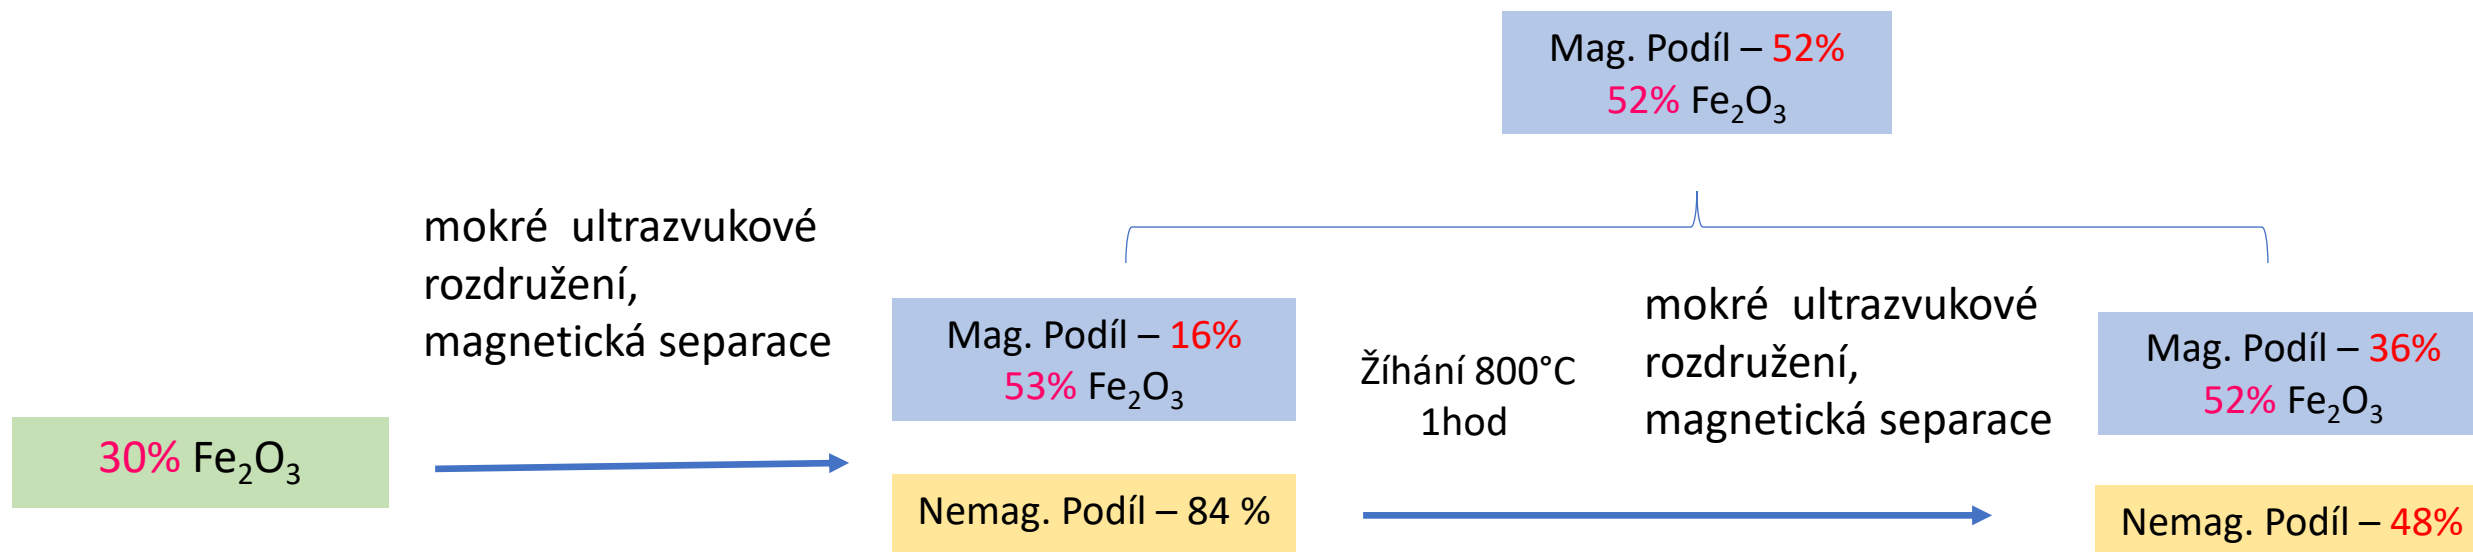 Mag. Podíl – 52%
52% Fe₂O₃
mokré ultrazvukové
rozdružení,
magnetická separace
30% Fe₂O₃
Mag. Podíl – 16%
53% Fe₂O₃
Nemag. Podíl – 84 %
Žíhání 800°C
1hod
mokré ultrazvukové
rozdružení,
magnetická separace
Mag. Podíl – 36%
52% Fe₂O₃
Nemag. Podíl – 48%